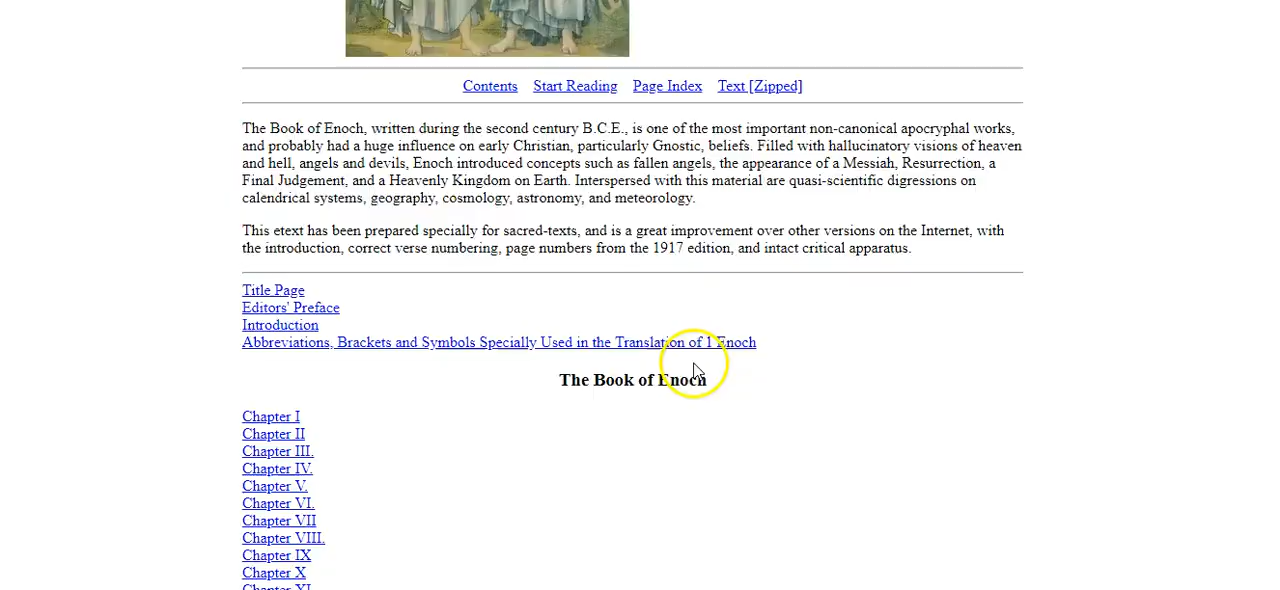 Contents Start Reading Page Index Text [Zipped]
The Book of Enoch, written during the second century B.C.E., is one of the most important non-canonical apocryphal works,
and probably had a huge influence on early Christian, particularly Gnostic, beliefs. Filled with hallucinatory visions of heaven
and hell, angels and devils, Enoch introduced concepts such as fallen angels, the appearance of a Messiah, Resurrection, a
Final Judgement, and a Heavenly Kingdom on Earth. Interspersed with this material are quasi-scientific digressions on
calendrical systems, geography, cosmology, astronomy, and meteorology.
This etext has been prepared specially for sacred-texts, and is a great improvement over other versions on the Internet, with
the introduction, correct verse numbering, page numbers from the 1917 edition, and intact critical apparatus.
Title Page
Editors' Preface
Introduction
Abbreviations, Brackets and Symbols Specially Used in the Translation of 1 Enoch
The Book of Enoch
Chapter I
Chapter II
Chapter III.
Chapter IV.
Chapter V.
Chapter VI.
Chapter VII
Chapter VIII.
Chapter IX
Chapter X
Chapter XI